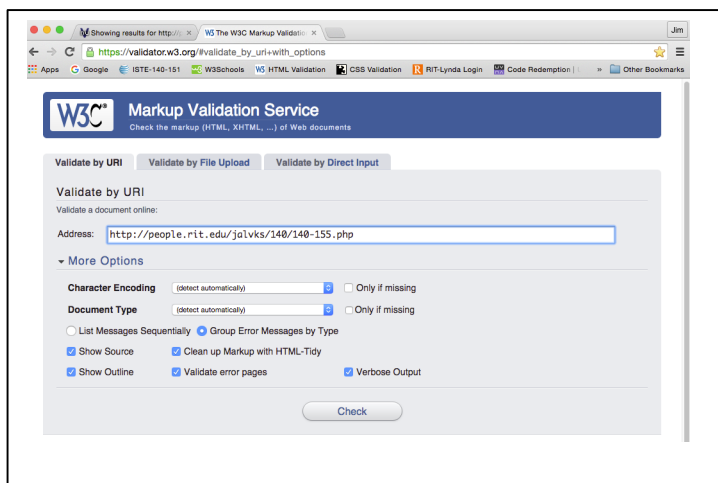 Showing results for http://
W3 The W3C Markup Validatio
Jim
https://validator.w3.org/#validate_by_uri+with_options
Apps G Google ISTE-140-151 W3Schools W3 HTML Validation CSS Validation R RIT-Lynda Login Code Redemption | » Other Bookmarks
W3C® Markup Validation Service
Check the markup (HTML, XHTML, ...) of Web documents
Validate by URI Validate by File Upload Validate by Direct Input
Validate by URI
Validate a document online:
Address: http://people.rit.edu/jalvks/140/140-155.php
More Options
Character Encoding (detect automatically) Only if missing
Document Type (detect automatically) Only if missing
List Messages Sequentially Group Error Messages by Type
Show Source Clean up Markup with HTML-Tidy
Show Outline Validate error pages Verbose Output
Check